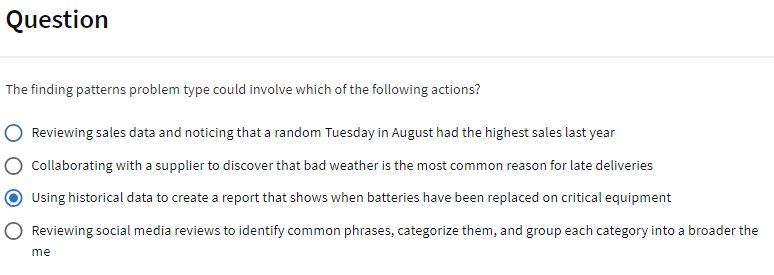 Question
The finding patterns problem type could involve which of the following actions?
Reviewing sales data and noticing that a random Tuesday in August had the highest sales last year
Collaborating with a supplier to discover that bad weather is the most common reason for late deliveries
Using historical data to create a report that shows when batteries have been replaced on critical equipment
Reviewing social media reviews to identify common phrases, categorize them, and group each category into a broader the
me